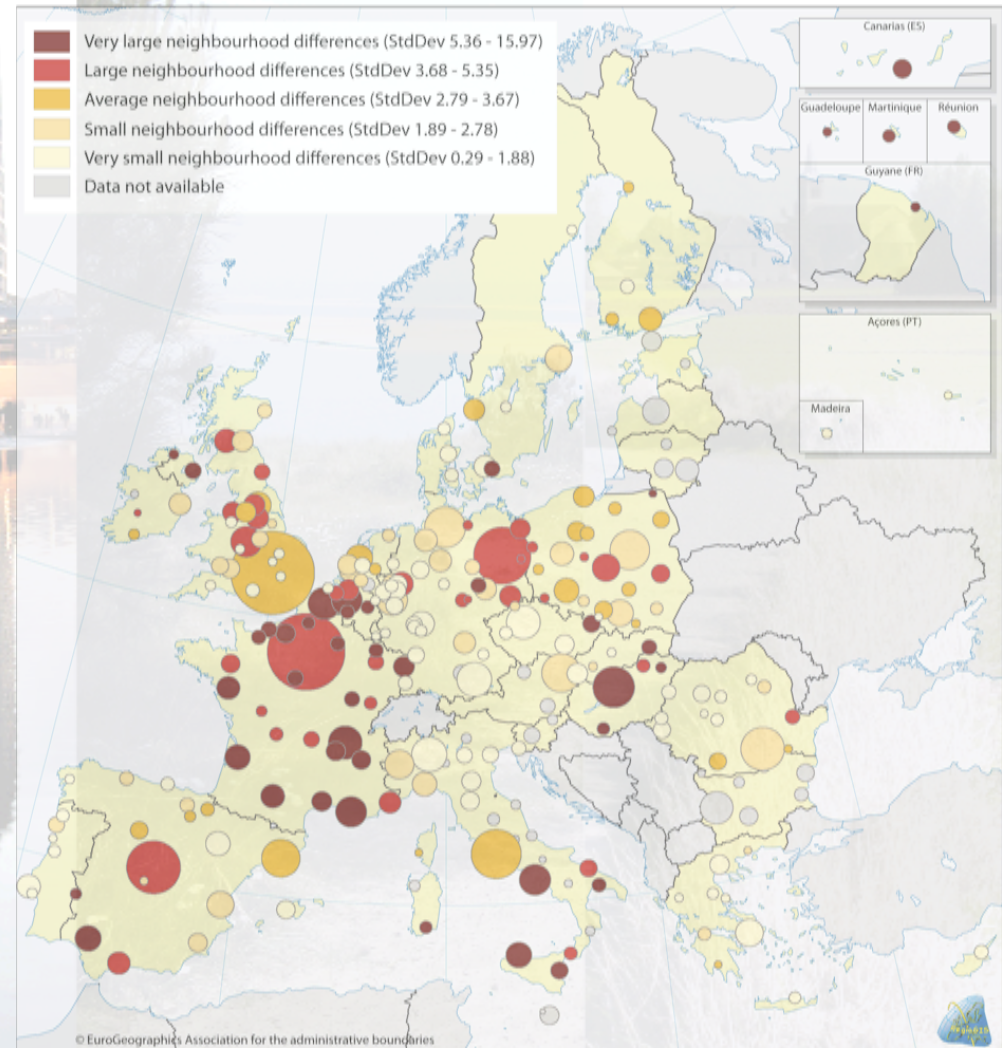 Very large neighbourhood differences (StdDev 5.36 - 15.97)
Large neighbourhood differences (StdDev 3.68 - 5.35)
Average neighbourhood differences (StdDev 2.79 - 3.67)
Small neighbourhood differences (StdDev 1.89 - 2.78)
Very small neighbourhood differences (StdDev 0.29 - 1.88)
Data not available
Canarias (ES)
Guadeloupe
Martinique
Réunion
Guyane (FR)
Açores (PT)
Madeira
© EuroGeographics Association for the administrative boundaries